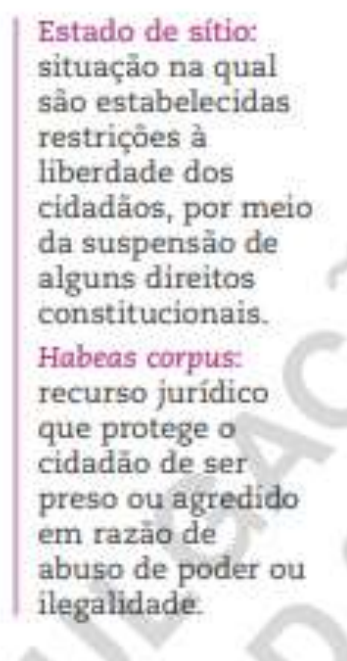 Estado de sítio:
situação na qual
são estabelecidas
restrições à
liberdade dos
cidadãos, por meio
da suspensão de
alguns direitos
constitucionais.
Habeas corpus:
recurso jurídico
que protege o
cidadão de ser
preso ou agredido
em razão de
abuso de poder ou
ilegalidade.